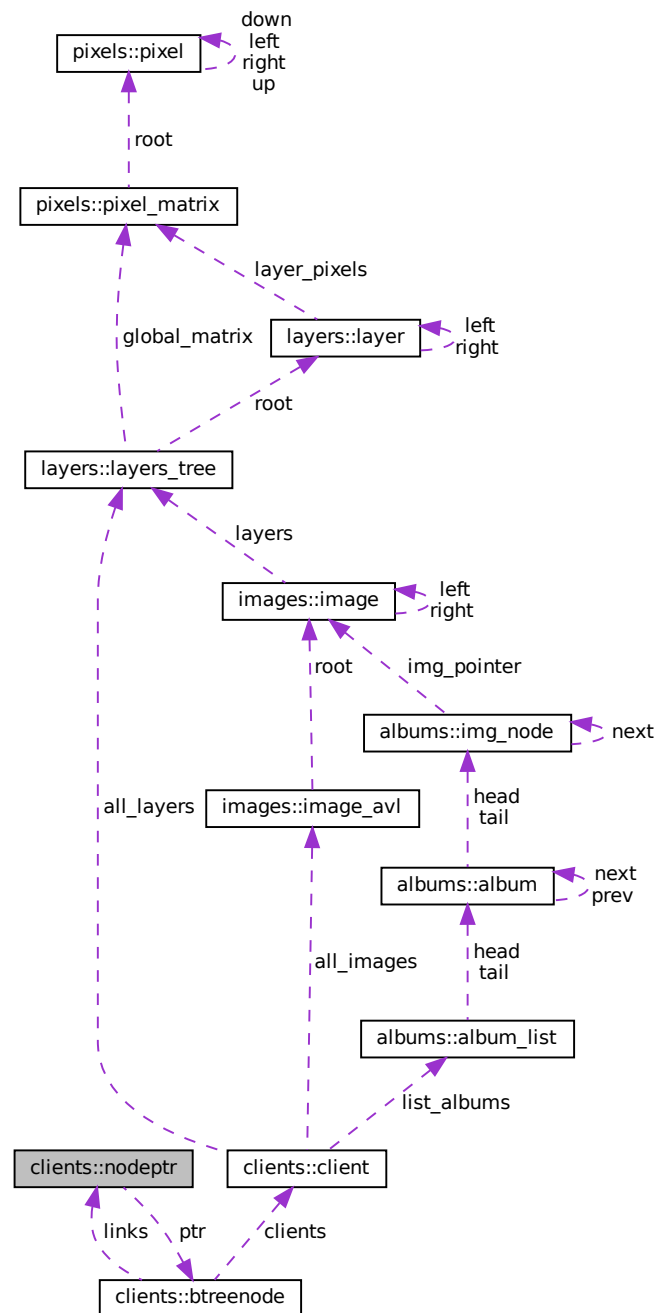 down
left
pixels::pixel
right
up
root
pixels::pixel_matrix
layer_pixels
left
layers::layer
right
global_matrix
root
layers::layers_tree
layers
left
images::image
right
root
img_pointer
albums::img_node
next
head
tail
all_layers
images::image_avl
next
albums::album
prev
head
tail
all_images
albums::album_list
list_albums
clients::nodeptr
clients::client
links
ptr
clients
clients::btreenode